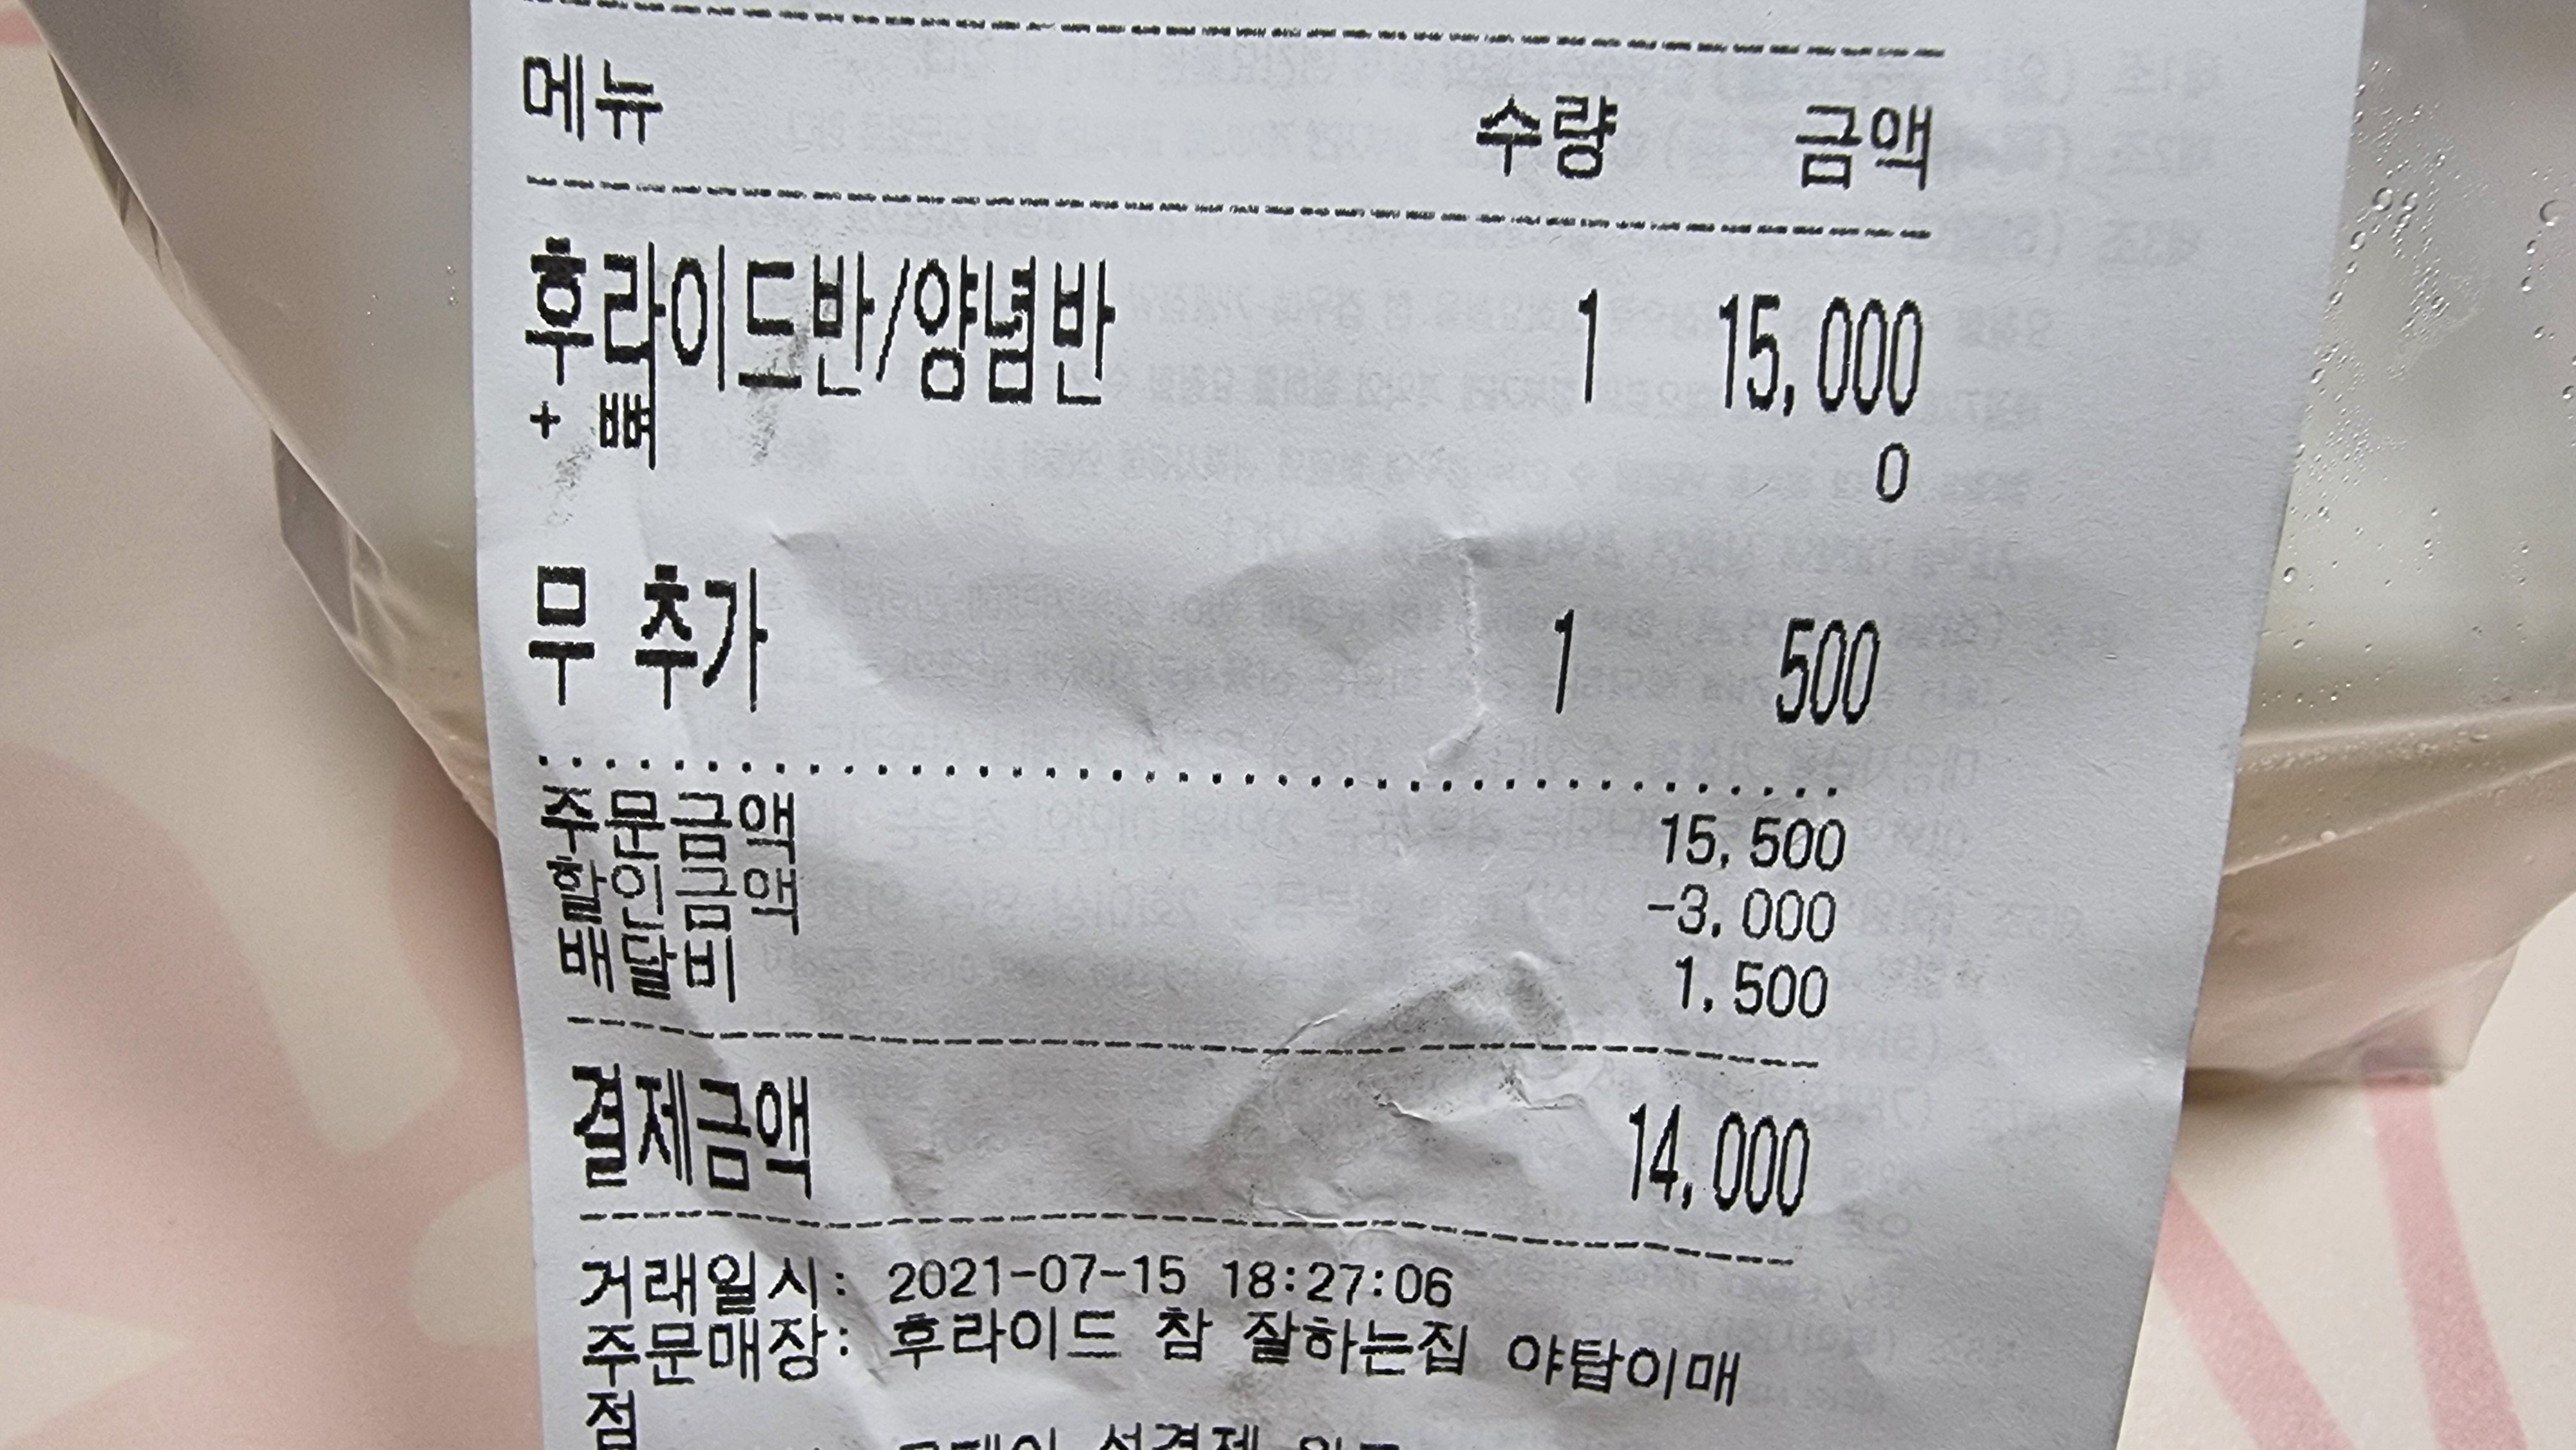 메뉴 수량 금액
후라이드반/양념반 1 15,000
+ 뼈 0
무 추가 1 500
주문금액 15,500
할인금액 -3,000
배달비 1,500
결제금액 14,000
거래일시: 2021-07-15 18:27:06
주문매장: 후라이드 참 잘하는집 야탑이매
점